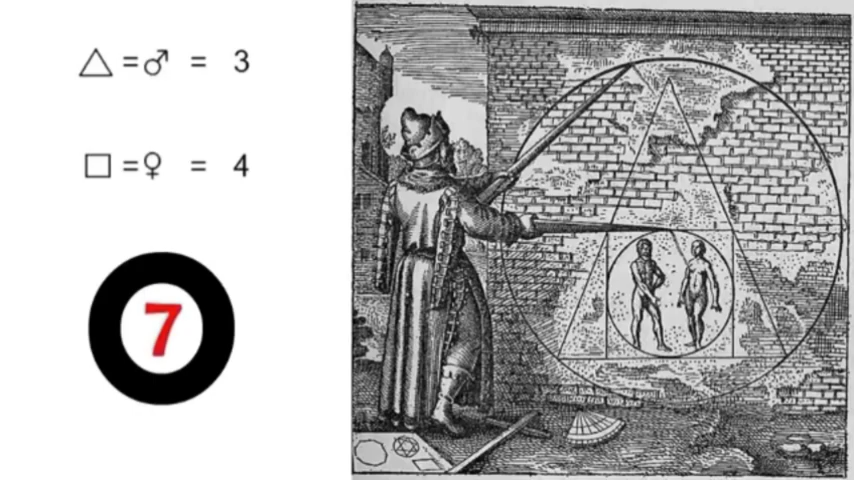 △ = ♂ = 3
□ = ♀ = 4
7